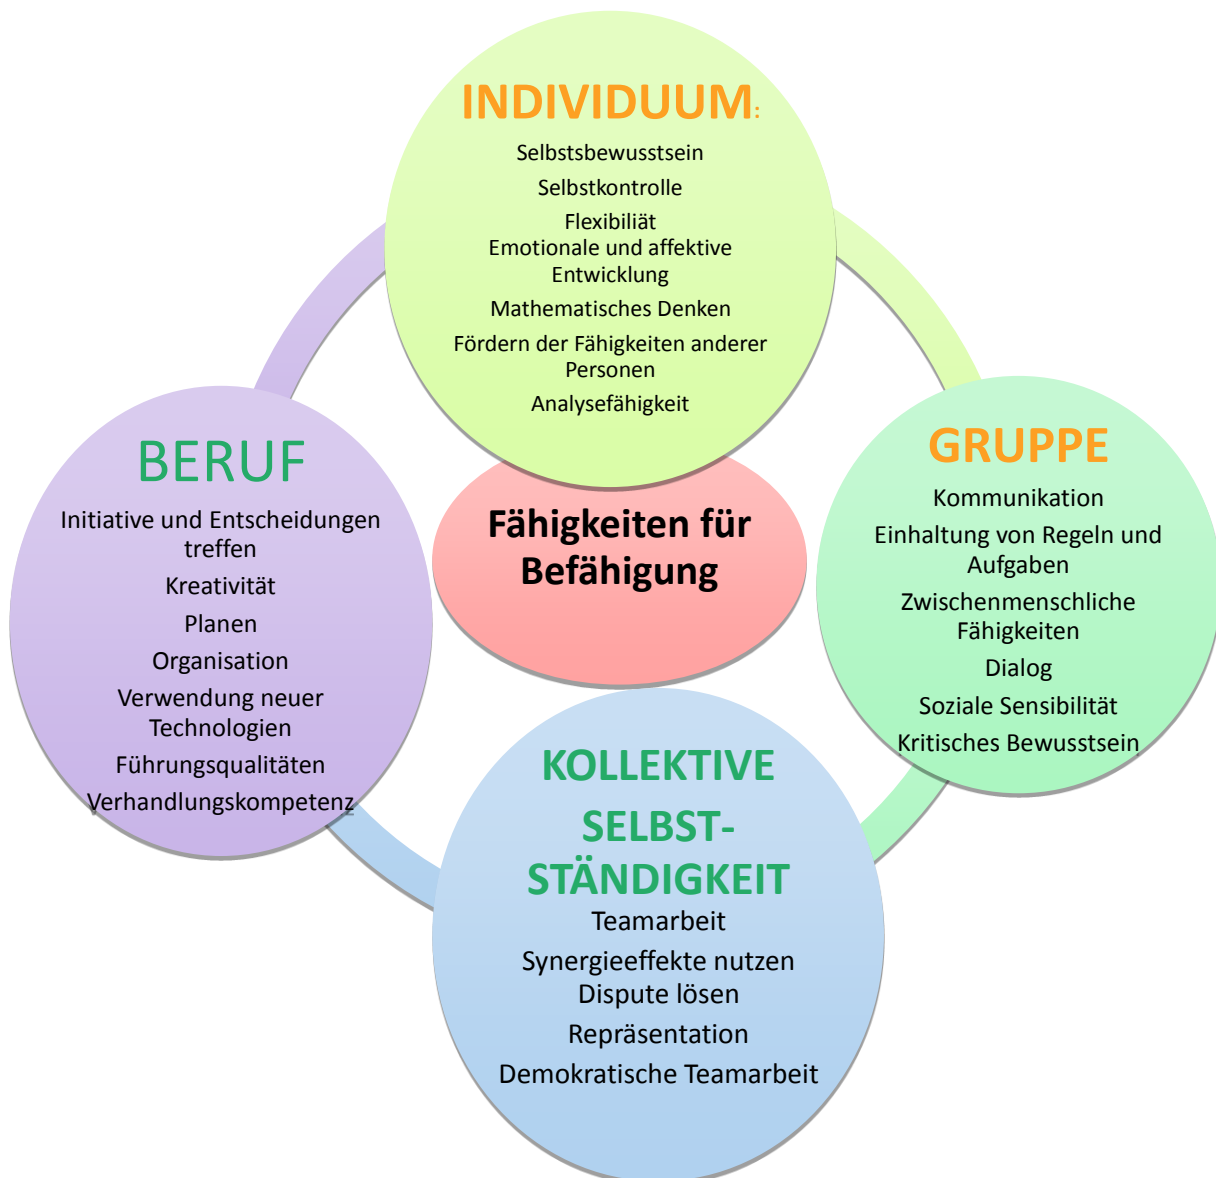 INDIVIDUUM:
Selbstsbewusstsein
Selbstkontrolle
Flexibiliät
Emotionale und affektive
Entwicklung
Mathematisches Denken
Fördern der Fähigkeiten anderer
Personen
Analysefähigkeit
GRUPPE
Kommunikation
Einhaltung von Regeln und
Aufgaben
Zwischenmenschliche
Fähigkeiten
Dialog
Soziale Sensibilität
Kritisches Bewusstsein
KOLLEKTIVE
SELBST-
STÄNDIGKEIT
Teamarbeit
Synergieeffekte nutzen
Dispute lösen
Repräsentation
Demokratische Teamarbeit
BERUF
Initiative und Entscheidungen
treffen
Kreativität
Planen
Organisation
Verwendung neuer
Technologien
Führungsqualitäten
Verhandlungskompetenz
Fähigkeiten für
Befähigung